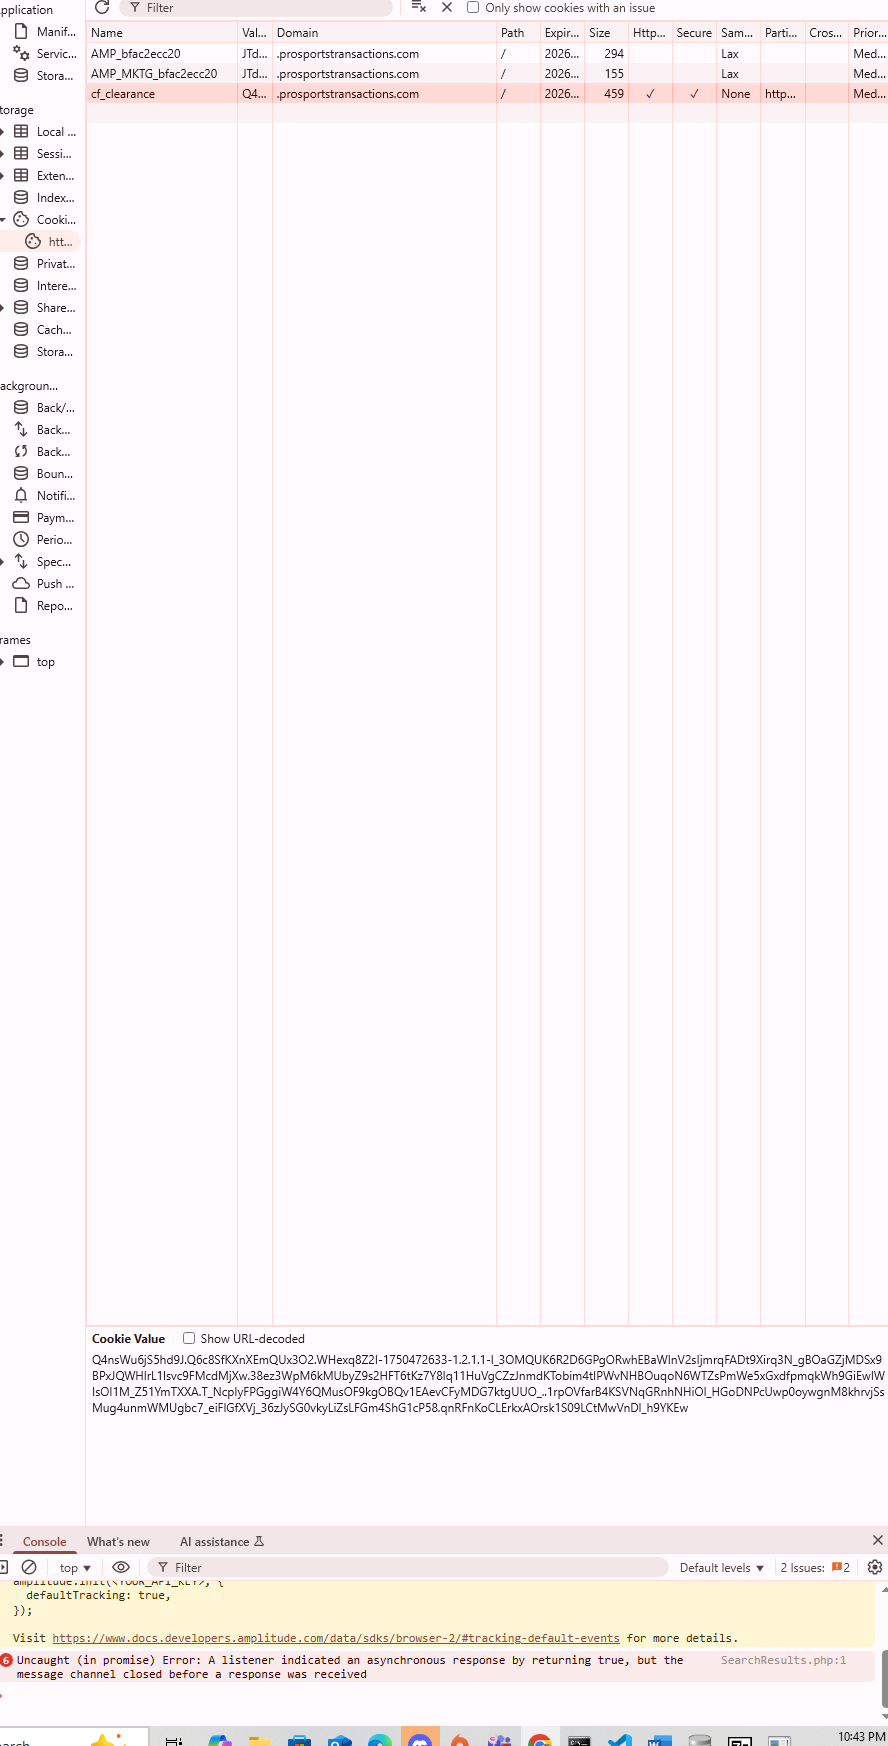 pplication
Manif...
Servic...
Stora...
torage
Local ...
Sessi...
Exten...
Index...
Cooki...
htt...
Privat...
Intere...
Share...
Cach...
Stora...
ackgroun...
Back/...
Back...
Back...
Boun...
Notifi...
Paym...
Perio...
Spec...
Push ...
Repo...
rames
top
Filter Only show cookies with an issue
Name Val... Domain Path Expir... Size Http... Secure Sam... Parti... Cros... Prior...
AMP_bfac2ecc20 JTd... .prosportstransactions.com / 2026... 294 Lax Med...
AMP_MKTG_bfac2ecc20 JTd... .prosportstransactions.com / 2026... 155 Lax Med...
cf_clearance Q4... .prosportstransactions.com / 2026... 459 ✓ ✓ None http... Med...
Cookie Value Show URL-decoded
Console What's new AI assistance
top Filter Default levels 2 Issues: 2
amplitude.init(<YOUR_API_KEY>, {
defaultTracking: true,
});
Visit https://www.docs.developers.amplitude.com/data/sdks/browser-2/#tracking-default-events for more details.
6 Uncaught (in promise) Error: A listener indicated an asynchronous response by returning true, but the SearchResults.php:1
message channel closed before a response was received
earch
10:43 PM